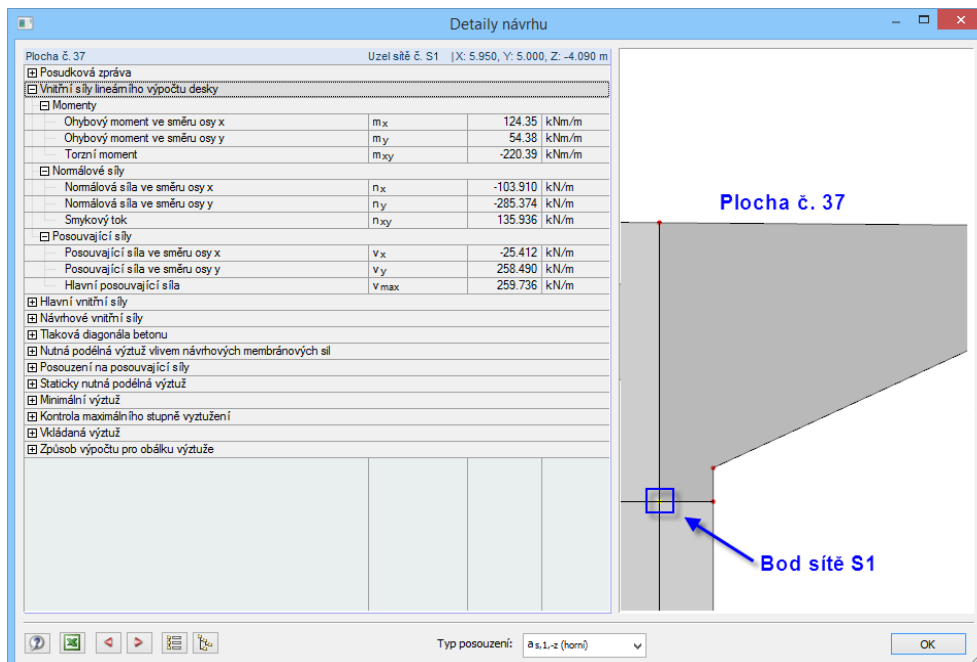 Detaily návrhu
Plocha č. 37 Uzel sítě č. S1 |X: 5.950, Y: 5.000, Z: -4.090 m
Posudková zpráva
Vnitřní síly lineárního výpočtu desky
Momenty
Ohybový moment ve směru osy x mx 124.35 kNm/m
Ohybový moment ve směru osy y my 54.38 kNm/m
Torzní moment mxy -220.39 kNm/m
Normálové síly
Normálová síla ve směru osy x nx -103.910 kN/m
Normálová síla ve směru osy y ny -285.374 kN/m
Smykový tok nxy 135.936 kN/m
Posouvající síly
Posouvající síla ve směru osy x vx -25.412 kN/m
Posouvající síla ve směru osy y vy 258.490 kN/m
Hlavní posouvající síla vmax 259.736 kN/m
Hlavní vnitřní síly
Návrhové vnitřní síly
Tlaková diagonála betonu
Nutná podélná výztuž vlivem návrhových membránových sil
Posouzení na posouvající síly
Staticky nutná podélná výztuž
Minimální výztuž
Kontrola maximálního stupně vyztužení
Vkládaná výztuž
Způsob výpočtu pro obálku výztuže
Plocha č. 37
Bod sítě S1
Typ posouzení: as,1,-z (horní)
OK